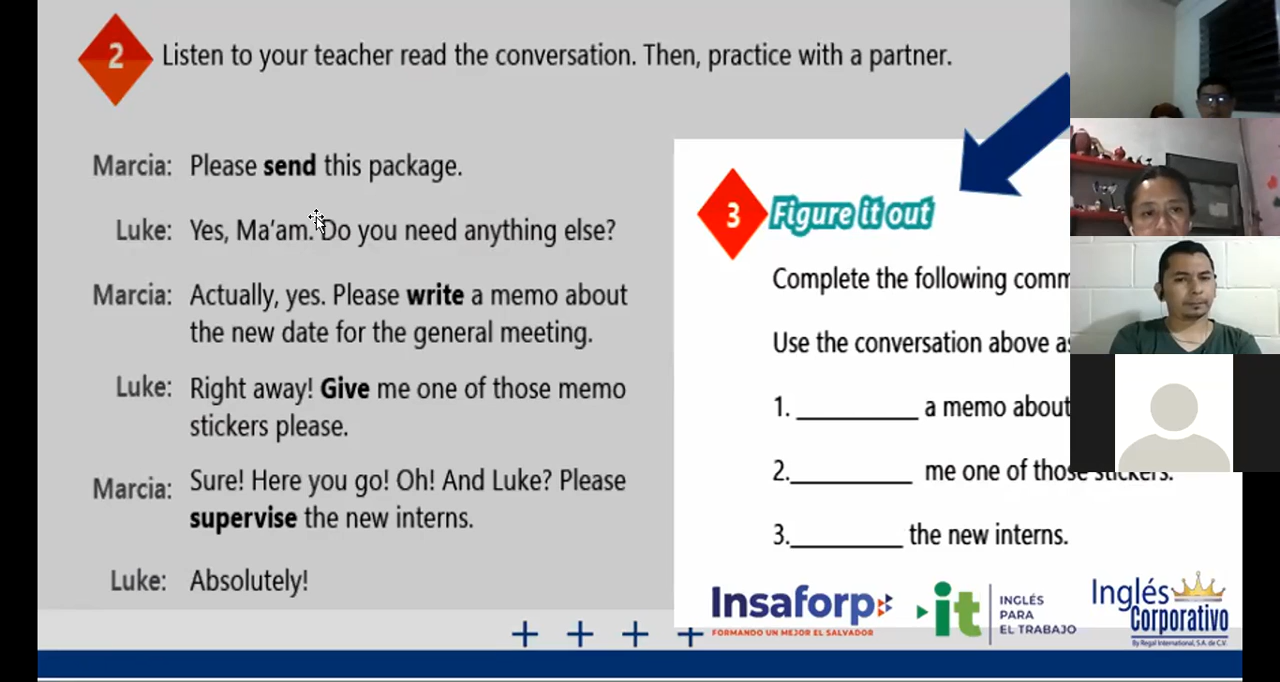 2 Listen to your teacher read the conversation. Then, practice with a partner.
Marcia: Please send this package.
Luke: Yes, Ma'am. Do you need anything else?
Marcia: Actually, yes. Please write a memo about
the new date for the general meeting.
Luke: Right away! Give me one of those memo
stickers please.
Marcia: Sure! Here you go! Oh! And Luke? Please
supervise the new interns.
Luke: Absolutely!
3 Figure it out
Complete the following comm
Use the conversation above as
1. __________ a memo about
2.__________ me one of those stickers.
3.__________ the new interns.
Insaforp
FORMANDO UN MEJOR EL SALVADOR
it
INGLÉS
PARA
EL TRABAJO
Inglés
Corporativo
By Regal International, S.A. de C.V.